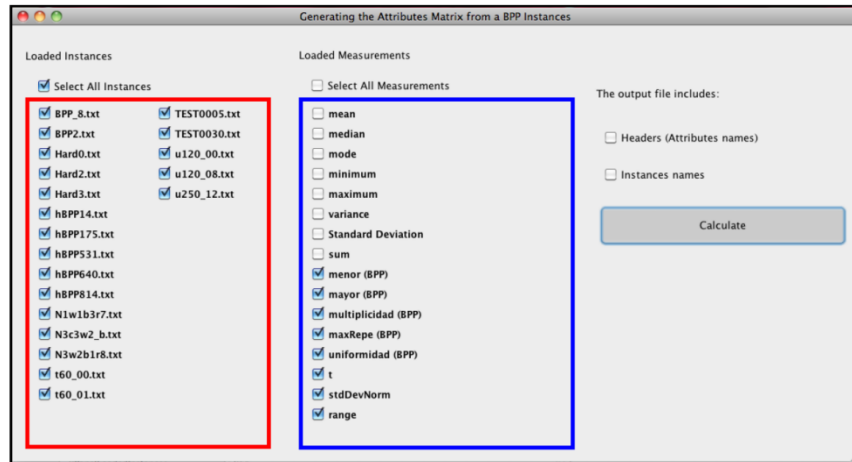 Generating the Attributes Matrix from a BPP Instances
Loaded Instances
Select All Instances
BPP_8.txt
BPP2.txt
Hard0.txt
Hard2.txt
Hard3.txt
hBPP14.txt
hBPP175.txt
hBPP531.txt
hBPP640.txt
hBPP814.txt
N1w1b3r7.txt
N3c3w2_b.txt
N3w2b1r8.txt
t60_00.txt
t60_01.txt
TEST0005.txt
TEST0030.txt
u120_00.txt
u120_08.txt
u250_12.txt
Loaded Measurements
Select All Measurements
mean
median
mode
minimum
maximum
variance
Standard Deviation
sum
menor (BPP)
mayor (BPP)
multiplicidad (BPP)
maxRepe (BPP)
uniformidad (BPP)
t
stdDevNorm
range
The output file includes:
Headers (Attributes names)
Instances names
Calculate